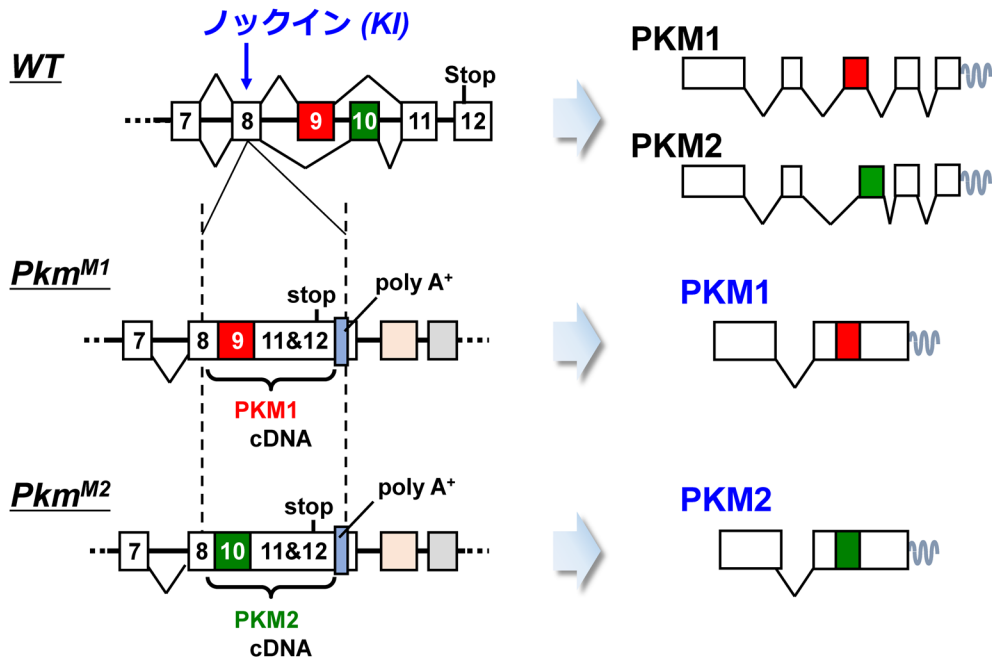 ノックイン (KI)
WT
Stop
7 8 9 10 11 12
PKM1
PKM2
Pkm^M1
stop
poly A+
7 8 9 11&12
PKM1
cDNA
PKM1
Pkm^M2
stop
poly A+
7 8 10 11&12
PKM2
cDNA
PKM2